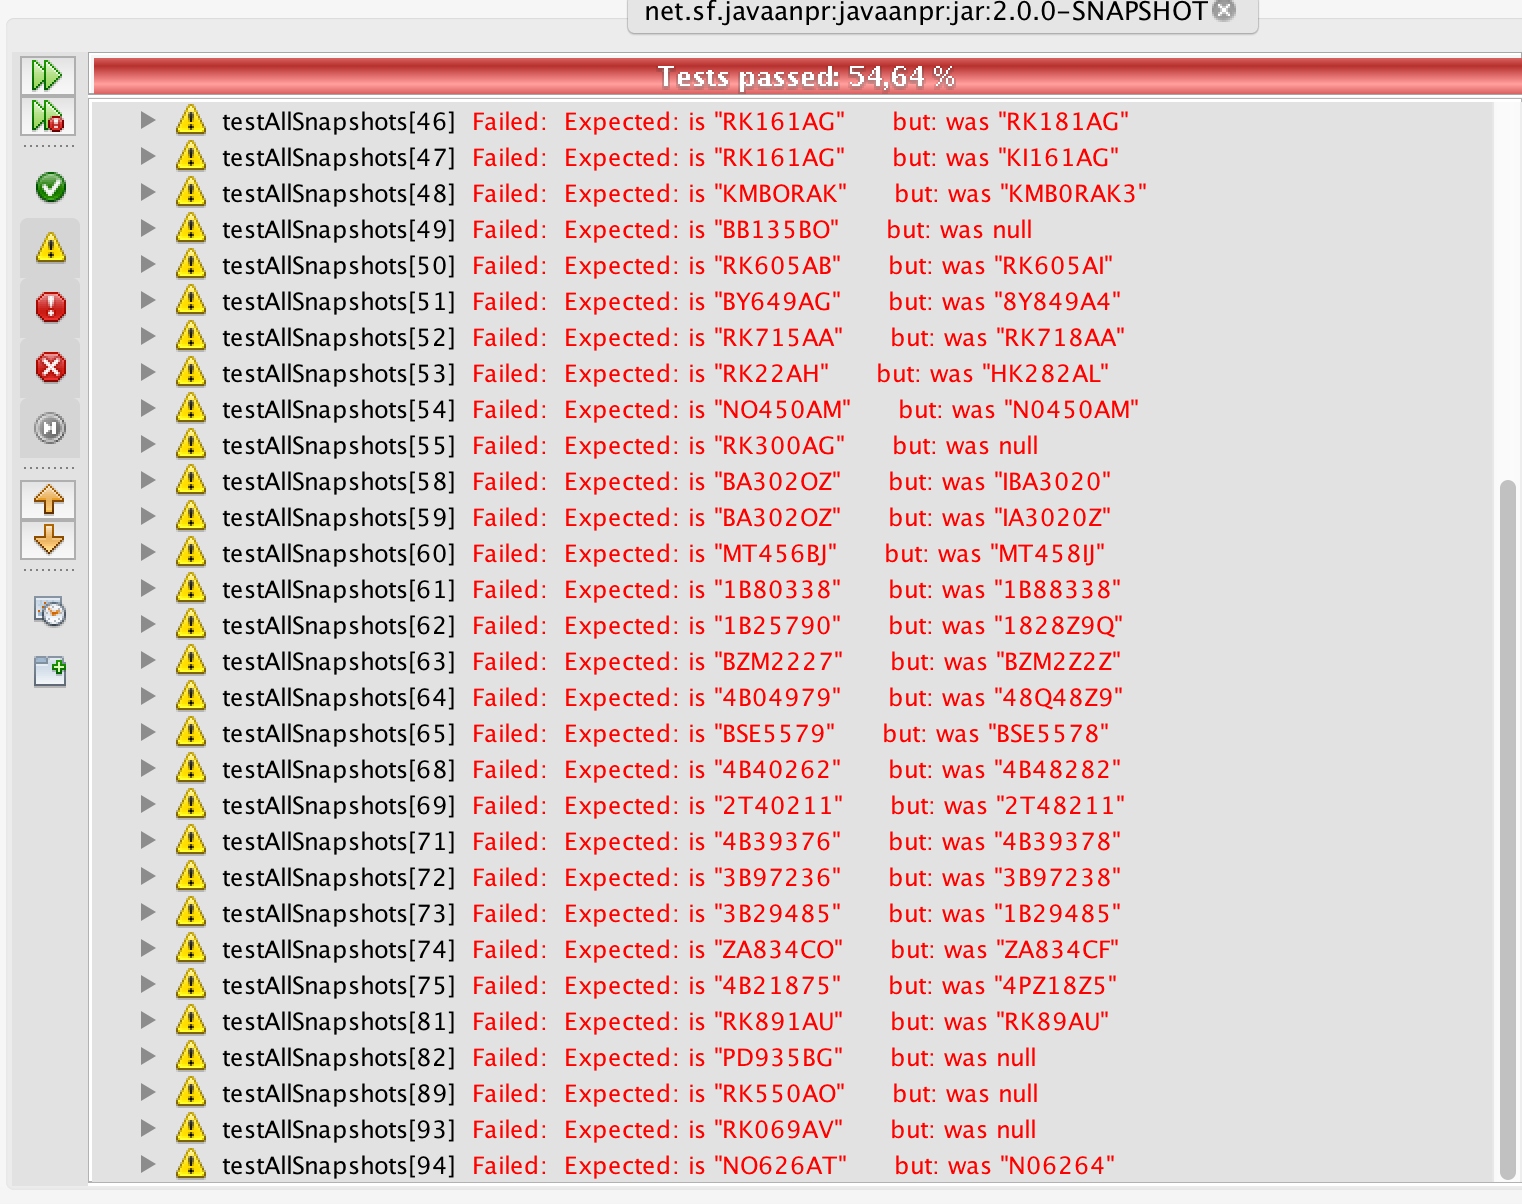 net.sf.javaanpr:javaanpr:jar:2.0.0-SNAPSHOT
Tests passed: 54,64 %
testAllSnapshots[46] Failed: Expected: is "RK161AG" but: was "RK181AG"
testAllSnapshots[47] Failed: Expected: is "RK161AG" but: was "KI161AG"
testAllSnapshots[48] Failed: Expected: is "KMBORAK" but: was "KMB0RAK3"
testAllSnapshots[49] Failed: Expected: is "BB135BO" but: was null
testAllSnapshots[50] Failed: Expected: is "RK605AB" but: was "RK605AI"
testAllSnapshots[51] Failed: Expected: is "BY649AG" but: was "8Y849A4"
testAllSnapshots[52] Failed: Expected: is "RK715AA" but: was "RK718AA"
testAllSnapshots[53] Failed: Expected: is "RK22AH" but: was "HK282AL"
testAllSnapshots[54] Failed: Expected: is "NO450AM" but: was "N0450AM"
testAllSnapshots[55] Failed: Expected: is "RK300AG" but: was null
testAllSnapshots[58] Failed: Expected: is "BA302OZ" but: was "IBA3020"
testAllSnapshots[59] Failed: Expected: is "BA302OZ" but: was "IA3020Z"
testAllSnapshots[60] Failed: Expected: is "MT456BJ" but: was "MT458IJ"
testAllSnapshots[61] Failed: Expected: is "1B80338" but: was "1B88338"
testAllSnapshots[62] Failed: Expected: is "1B25790" but: was "1828Z9Q"
testAllSnapshots[63] Failed: Expected: is "BZM2227" but: was "BZM2Z2Z"
testAllSnapshots[64] Failed: Expected: is "4B04979" but: was "48Q48Z9"
testAllSnapshots[65] Failed: Expected: is "BSE5579" but: was "BSE5578"
testAllSnapshots[68] Failed: Expected: is "4B40262" but: was "4B48282"
testAllSnapshots[69] Failed: Expected: is "2T40211" but: was "2T48211"
testAllSnapshots[71] Failed: Expected: is "4B39376" but: was "4B39378"
testAllSnapshots[72] Failed: Expected: is "3B97236" but: was "3B97238"
testAllSnapshots[73] Failed: Expected: is "3B29485" but: was "1B29485"
testAllSnapshots[74] Failed: Expected: is "ZA834CO" but: was "ZA834CF"
testAllSnapshots[75] Failed: Expected: is "4B21875" but: was "4PZ18Z5"
testAllSnapshots[81] Failed: Expected: is "RK891AU" but: was "RK89AU"
testAllSnapshots[82] Failed: Expected: is "PD935BG" but: was null
testAllSnapshots[89] Failed: Expected: is "RK550AO" but: was null
testAllSnapshots[93] Failed: Expected: is "RK069AV" but: was null
testAllSnapshots[94] Failed: Expected: is "NO626AT" but: was "N06264"